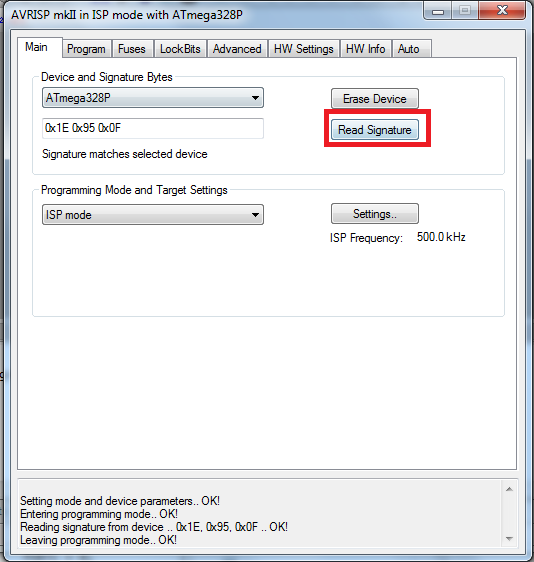 AVRISP mkII in ISP mode with ATmega328P
Main Program Fuses LockBits Advanced HW Settings HW Info Auto
Device and Signature Bytes
ATmega328P Erase Device
0x1E 0x95 0x0F Read Signature
Signature matches selected device
Programming Mode and Target Settings
ISP mode Settings..
ISP Frequency: 500.0 kHz
Setting mode and device parameters.. OK!
Entering programming mode.. OK!
Reading signature from device .. 0x1E, 0x95, 0x0F .. OK!
Leaving programming mode.. OK!